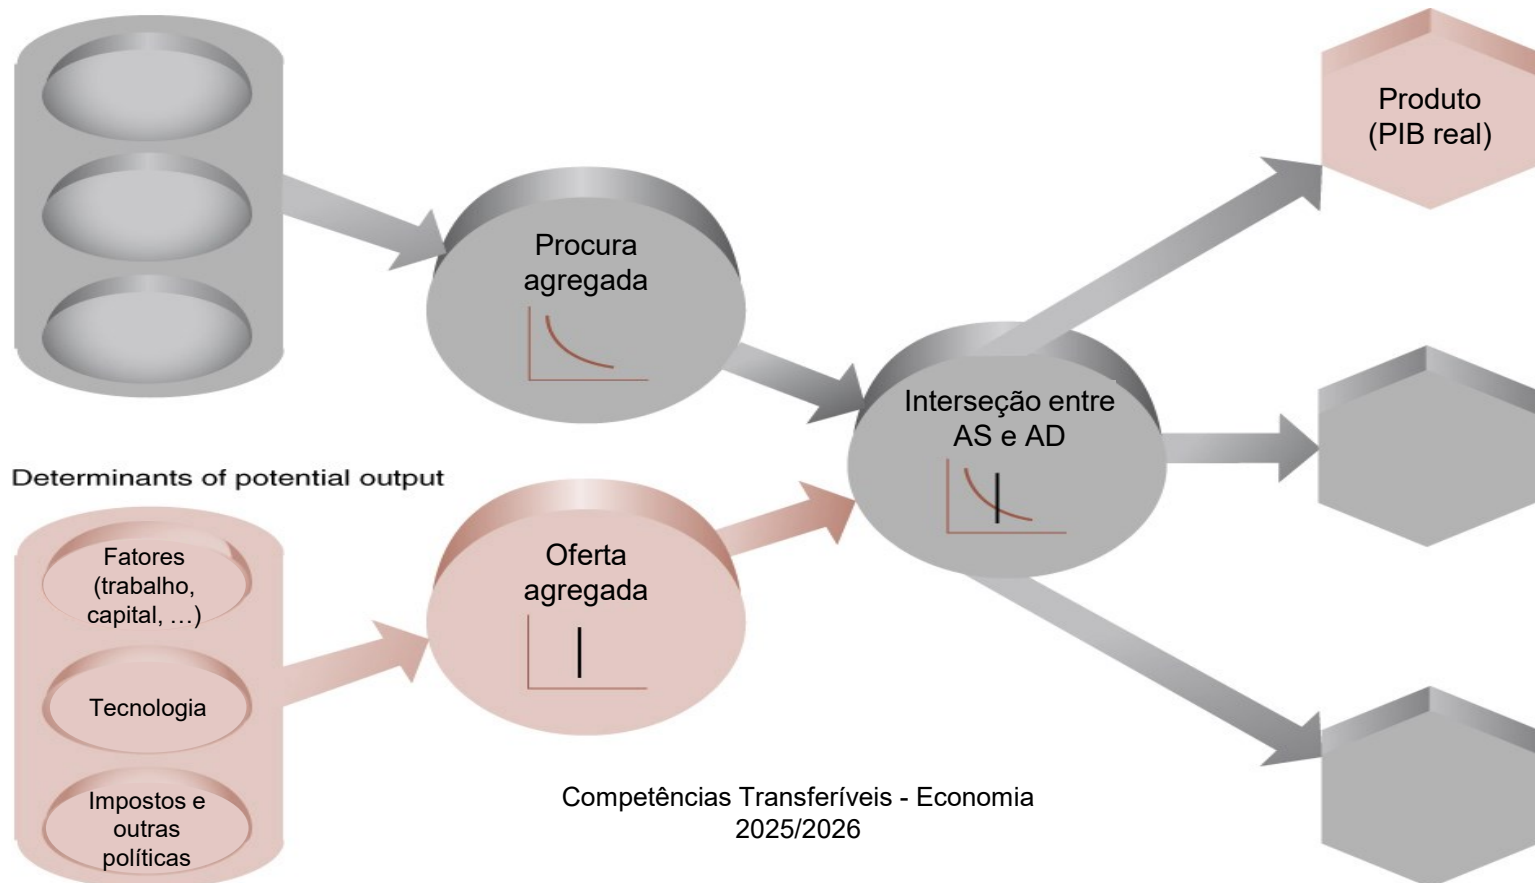 Produto
(PIB real)
Procura
agregada
Interseção entre
AS e AD
Determinants of potential output
Fatores
(trabalho,
capital, …)
Oferta
agregada
Tecnologia
Impostos e
outras
políticas
Competências Transferíveis - Economia
2025/2026